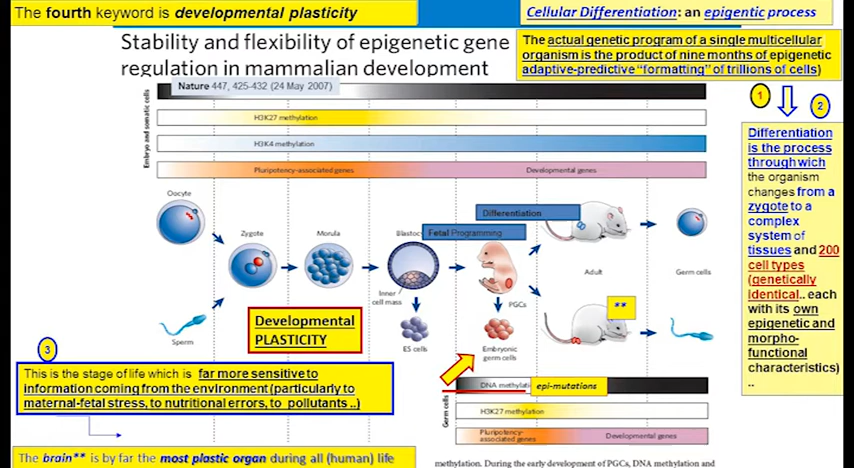 The fourth keyword is developmental plasticity
Cellular Differentiation: an epigentic process
Stability and flexibility of epigenetic gene
regulation in mammalian development
The actual genetic program of a single multicellular
organism is the product of nine months of epigenetic
adaptive-predictive “formatting” of trillions of cells)
Nature 447, 425-432 (24 May 2007)
Embryo and somatic cells
H3K27 methylation
H3K4 methylation
Pluripotency-associated genes
Developmental genes
1
2
Differentiation
is the process
through wich
the organism
changes from a
zygote to a
complex
system of
tissues and 200
cell types
(genetically
identical.. each
with its own
epigenetic and
morpho-
functional
characteristics)
..
Oocyte
Zygote
Morula
Blastoc
Fetal Programming
Differentiation
Adult
Germ cells
Inner
cell mass
PGCs
**
Sperm
Developmental
PLASTICITY
ES cells
Embryonic
germ cells
3
This is the stage of life which is far more sensitive to
information coming from the environment (particularly to
maternal-fetal stress, to nutritional errors, to pollutants ..)
Germ cells
DNA methylati
epi-mutations
H3K27 methylation
Pluripotency-
associated genes
Developmental genes
The brain** is by far the most plastic organ during all (human) life
methylation. During the early development of PGCs, DNA methylation and